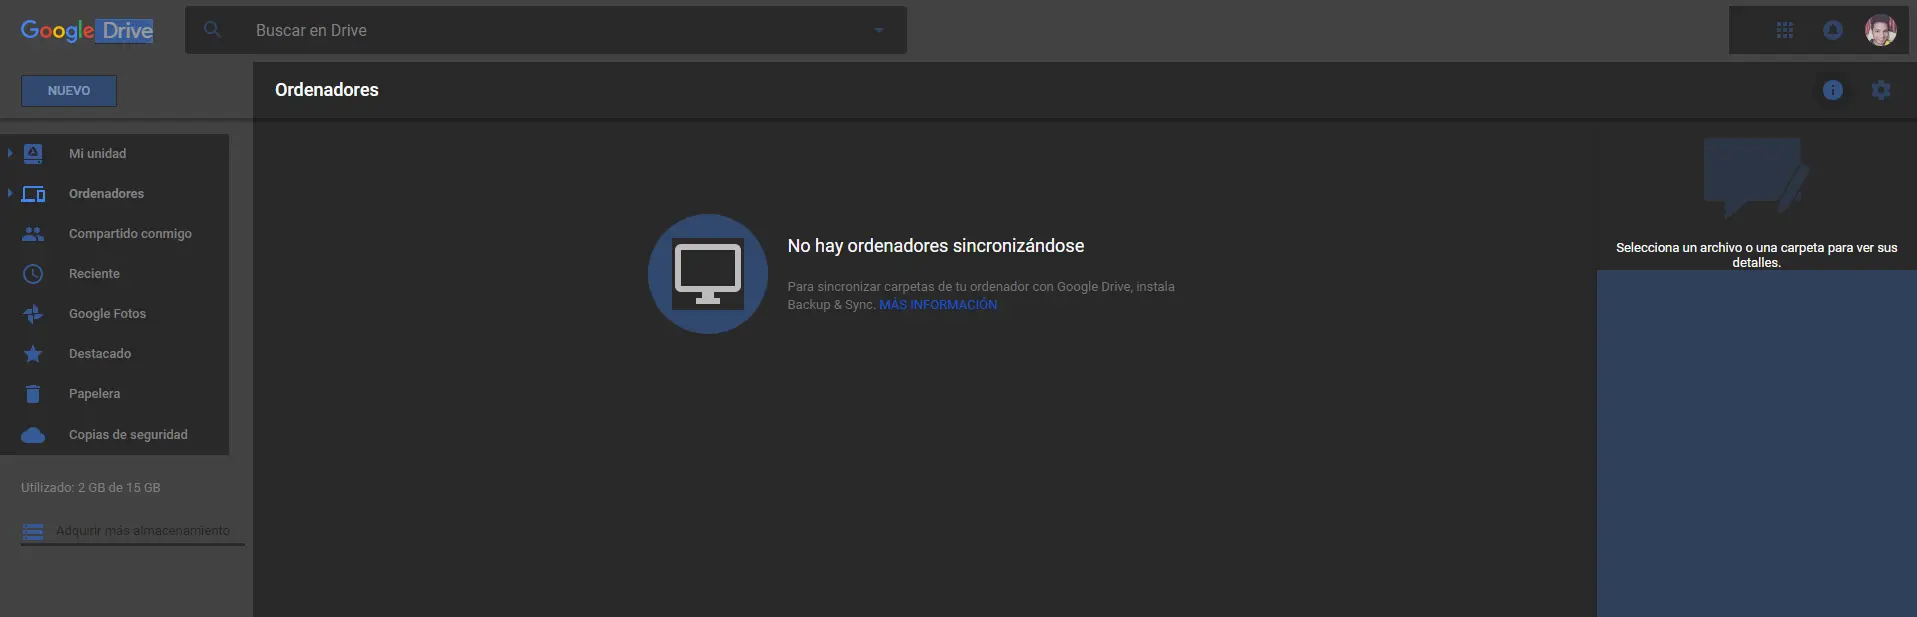 Google Drive
Buscar en Drive
NUEVO
Ordenadores
Mi unidad
Ordenadores
Compartido conmigo
Reciente
Google Fotos
Destacado
Papelera
Copias de seguridad
Utilizado: 2 GB de 15 GB
Adquirir más almacenamiento
No hay ordenadores sincronizándose
Para sincronizar carpetas de tu ordenador con Google Drive, instala
Backup & Sync. MÁS INFORMACIÓN
Selecciona un archivo o una carpeta para ver sus
detalles.